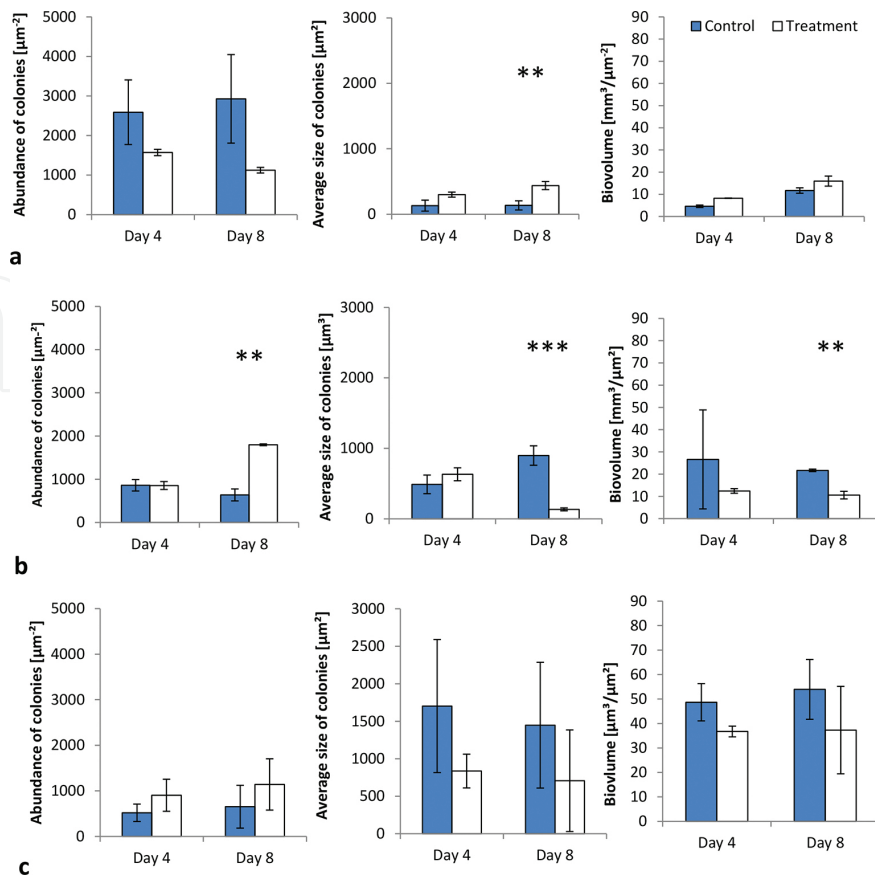 Abundance of colonies [µm-²]
5000
4000
3000
2000
1000
0
Day 4
Day 8
Average size of colonies [µm²]
3000
2000
1000
0
**
Day 4
Day 8
Biovolume [mm³/µm-²]
90
80
70
60
50
40
30
20
10
0
Control
Treatment
Day 4
Day 8
a
Abundance of colonies [µm-²]
5000
4000
3000
2000
1000
0
**
Day 4
Day 8
Average size of colonies [µm³]
3000
2000
1000
0
***
Day 4
Day 8
Biovolume [mm³/µm²]
90
80
70
60
50
40
30
20
10
0
**
Day 4
Day 8
b
Abundance of colonies [µm-²]
5000
4000
3000
2000
1000
0
Day 4
Day 8
Average size of colonies [µm²]
3000
2500
2000
1500
1000
500
0
Day 4
Day 8
Biovlume [µm³/µm²]
90
80
70
60
50
40
30
20
10
0
Day 4
Day 8
c